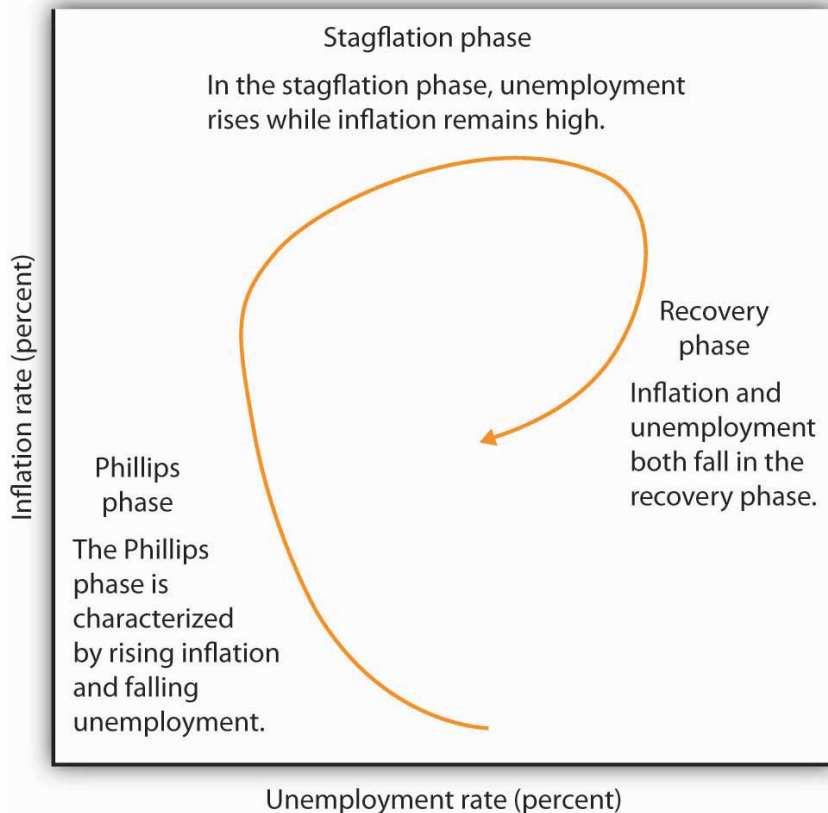 Stagflation phase
In the stagflation phase, unemployment
rises while inflation remains high.
Inflation rate (percent)
Recovery
phase
Inflation and
unemployment
both fall in the
recovery phase.
Phillips
phase
The Phillips
phase is
characterized
by rising inflation
and falling
unemployment.
Unemployment rate (percent)